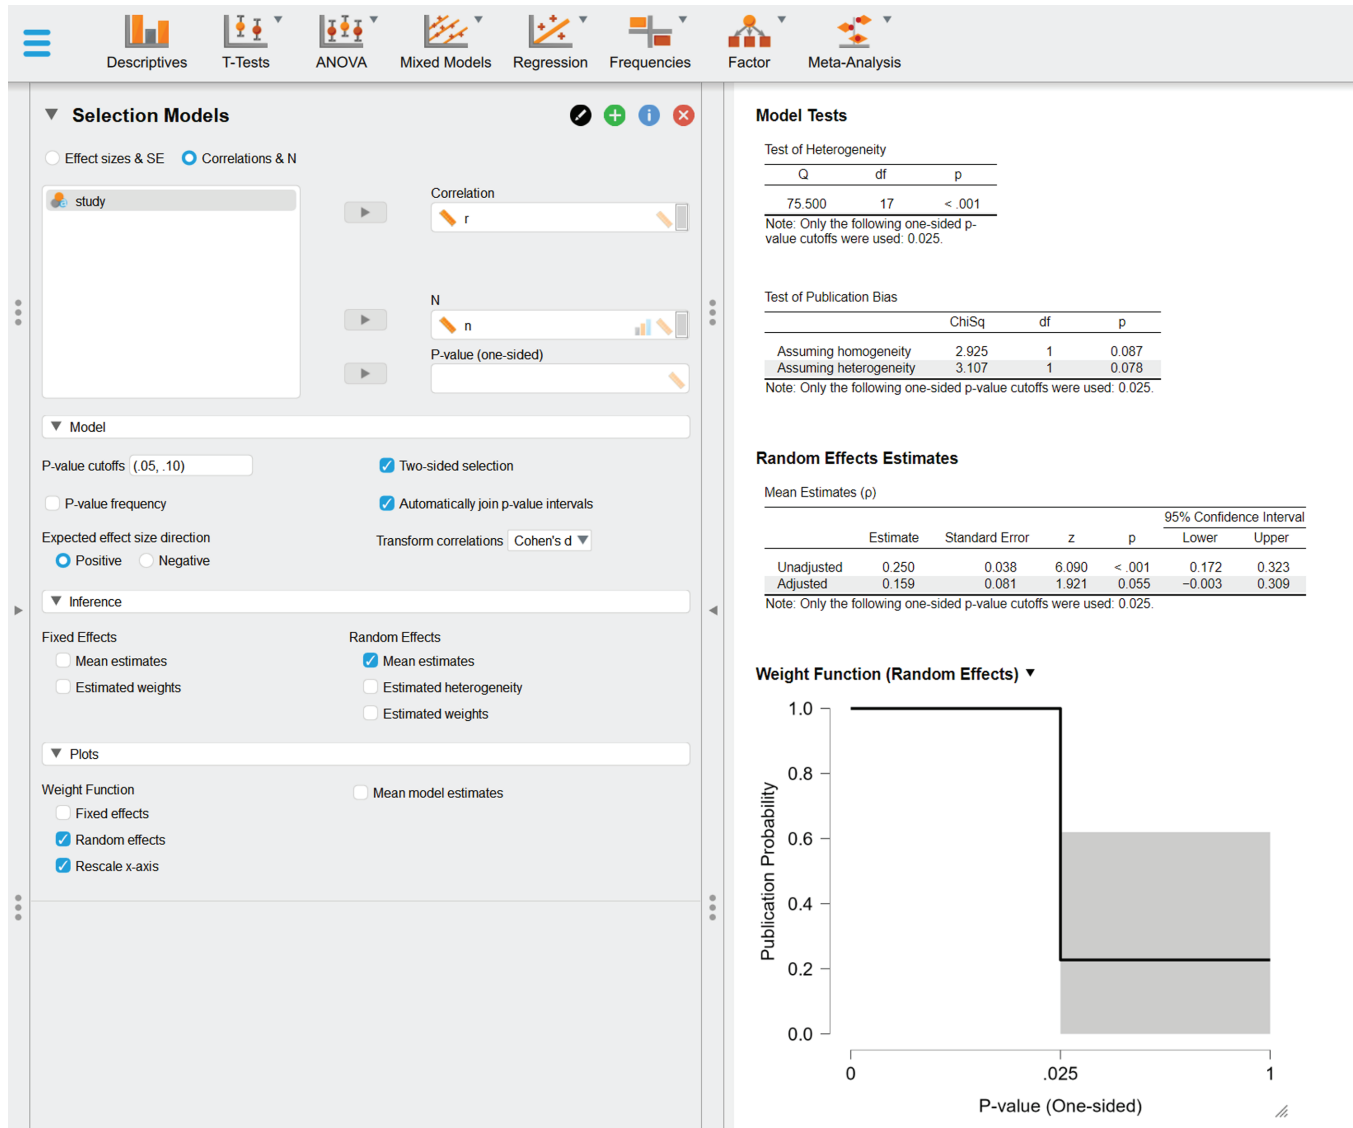 Descriptives T-Tests ANOVA Mixed Models Regression Frequencies Factor Meta-Analysis
Selection Models
Effect sizes & SE Correlations & N
study
Correlation
r
N
n
P-value (one-sided)
Model
P-value cutoffs (.05, .10) Two-sided selection
P-value frequency Automatically join p-value intervals
Expected effect size direction Transform correlations Cohen's d
Positive Negative
Inference
Fixed Effects Random Effects
Mean estimates Mean estimates
Estimated weights Estimated heterogeneity
Estimated weights
Plots
Weight Function Mean model estimates
Fixed effects
Random effects
Rescale x-axis
Model Tests
Test of Heterogeneity
Q df p
75.500 17 < .001
Note: Only the following one-sided p-
value cutoffs were used: 0.025.
Test of Publication Bias
ChiSq df p
Assuming homogeneity 2.925 1 0.087
Assuming heterogeneity 3.107 1 0.078
Note: Only the following one-sided p-value cutoffs were used: 0.025.
Random Effects Estimates
Mean Estimates (ρ)
95% Confidence Interval
Estimate Standard Error z p Lower Upper
Unadjusted 0.250 0.038 6.090 < .001 0.172 0.323
Adjusted 0.159 0.081 1.921 0.055 −0.003 0.309
Note: Only the following one-sided p-value cutoffs were used: 0.025.
Weight Function (Random Effects)
Publication Probability
1.0
0.8
0.6
0.4
0.2
0.0
0 .025 1
P-value (One-sided)